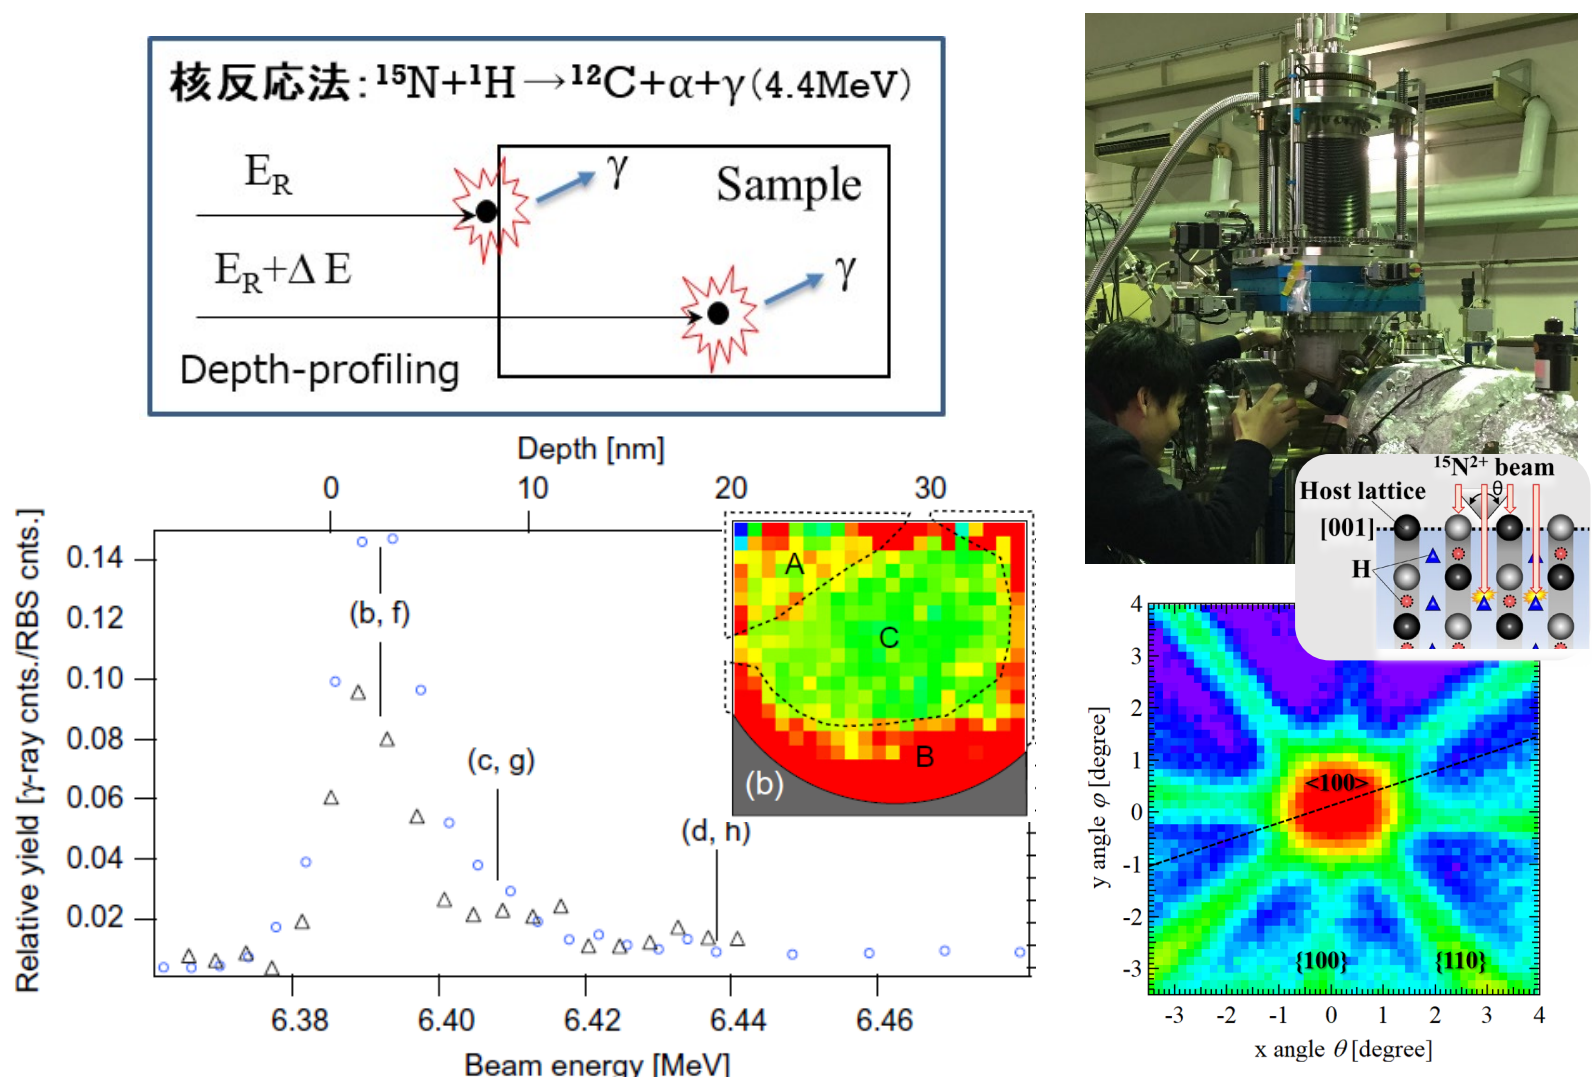 核反応法：¹⁵N+¹H→¹²C+α+γ(4.4MeV)
E_R
γ
Sample
E_R+Δ E
γ
Depth-profiling
Depth [nm]
0 10 20 30
Relative yield [γ-ray cnts./RBS cnts.]
0.14
0.12
0.10
0.08
0.06
0.04
0.02
(b, f)
(c, g)
(d, h)
A
C
B
(b)
6.38 6.40 6.42 6.44 6.46
Beam energy [MeV]
¹⁵N²⁺ beam
θ
Host lattice
[001]
H
y angle φ [degree]
4
3
2
1
0
-1
-2
-3
<100>
{100} {110}
-3 -2 -1 0 1 2 3 4
x angle θ [degree]